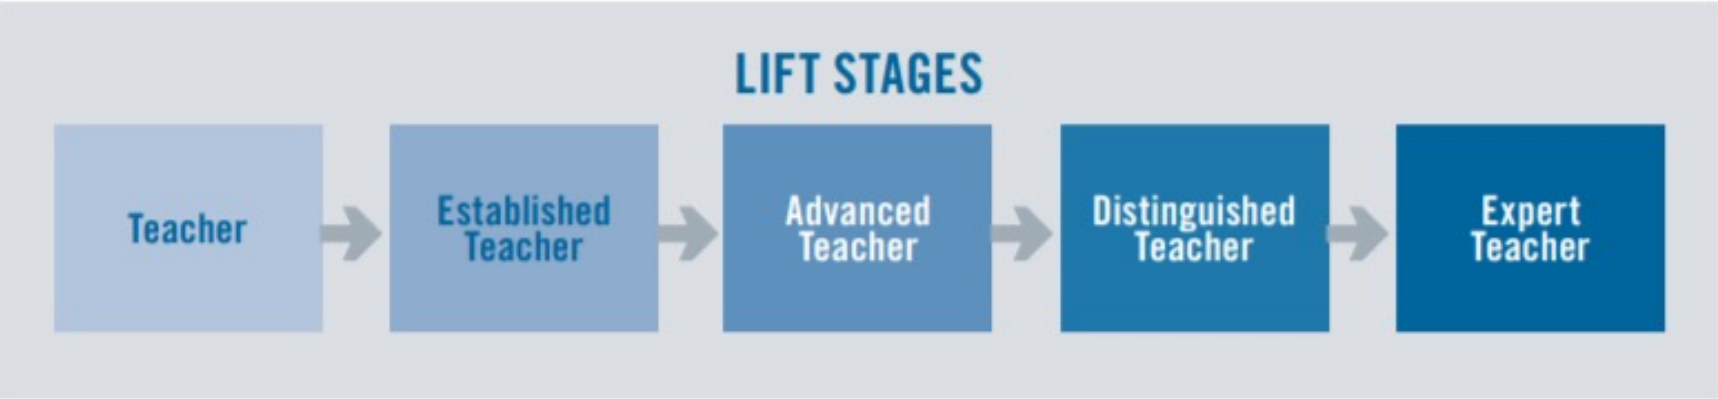 LIFT STAGES
Teacher
Established
Teacher
Advanced
Teacher
Distinguished
Teacher
Expert
Teacher